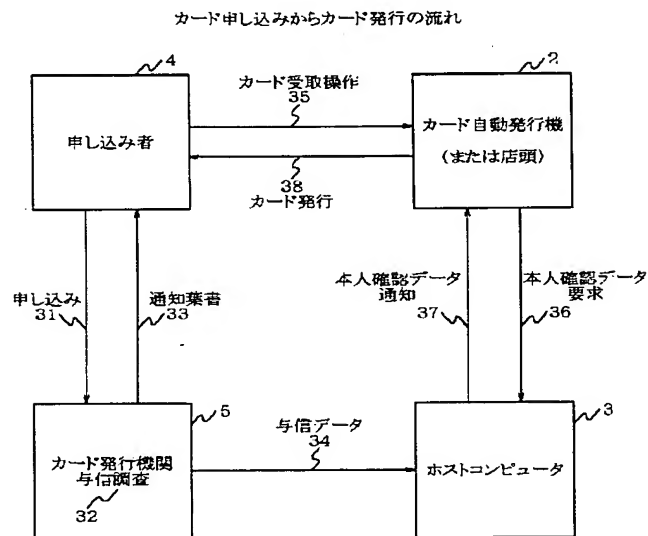 カード申し込みからカード発行の流れ
4
2
申し込み者
カード受取操作
35
38
カード発行
カード自動発行機
(または店頭)
申し込み
31
通知葉書
33
本人確認データ
通知
37
本人確認データ
要求
36
5
3
カード発行機関
与信調査
32
与信データ
34
ホストコンピュータ